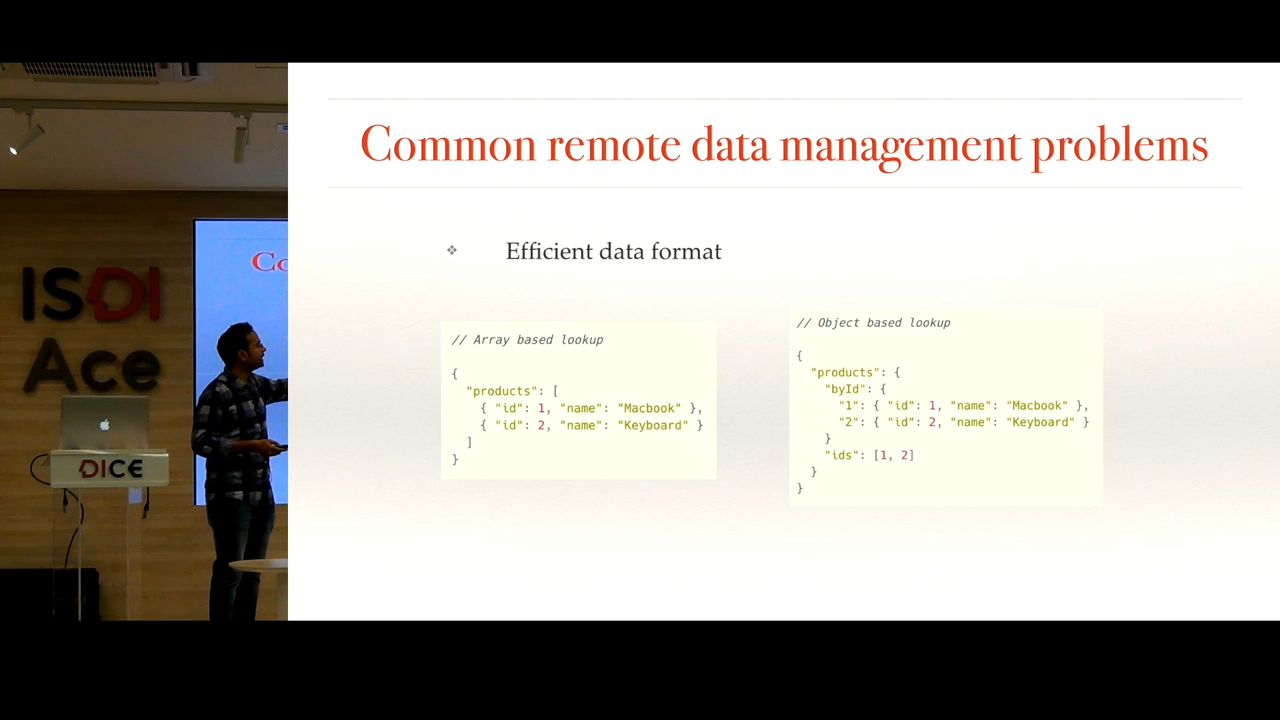 ISDI
Ace
DICE
Co
Common remote data management problems
Efficient data format
// Array based lookup
{
"products": [
{ "id": 1, "name": "Macbook" },
{ "id": 2, "name": "Keyboard" }
]
}
// Object based lookup
{
"products": {
"byId": {
"1": { "id": 1, "name": "Macbook" },
"2": { "id": 2, "name": "Keyboard" }
}
"ids": [1, 2]
}
}